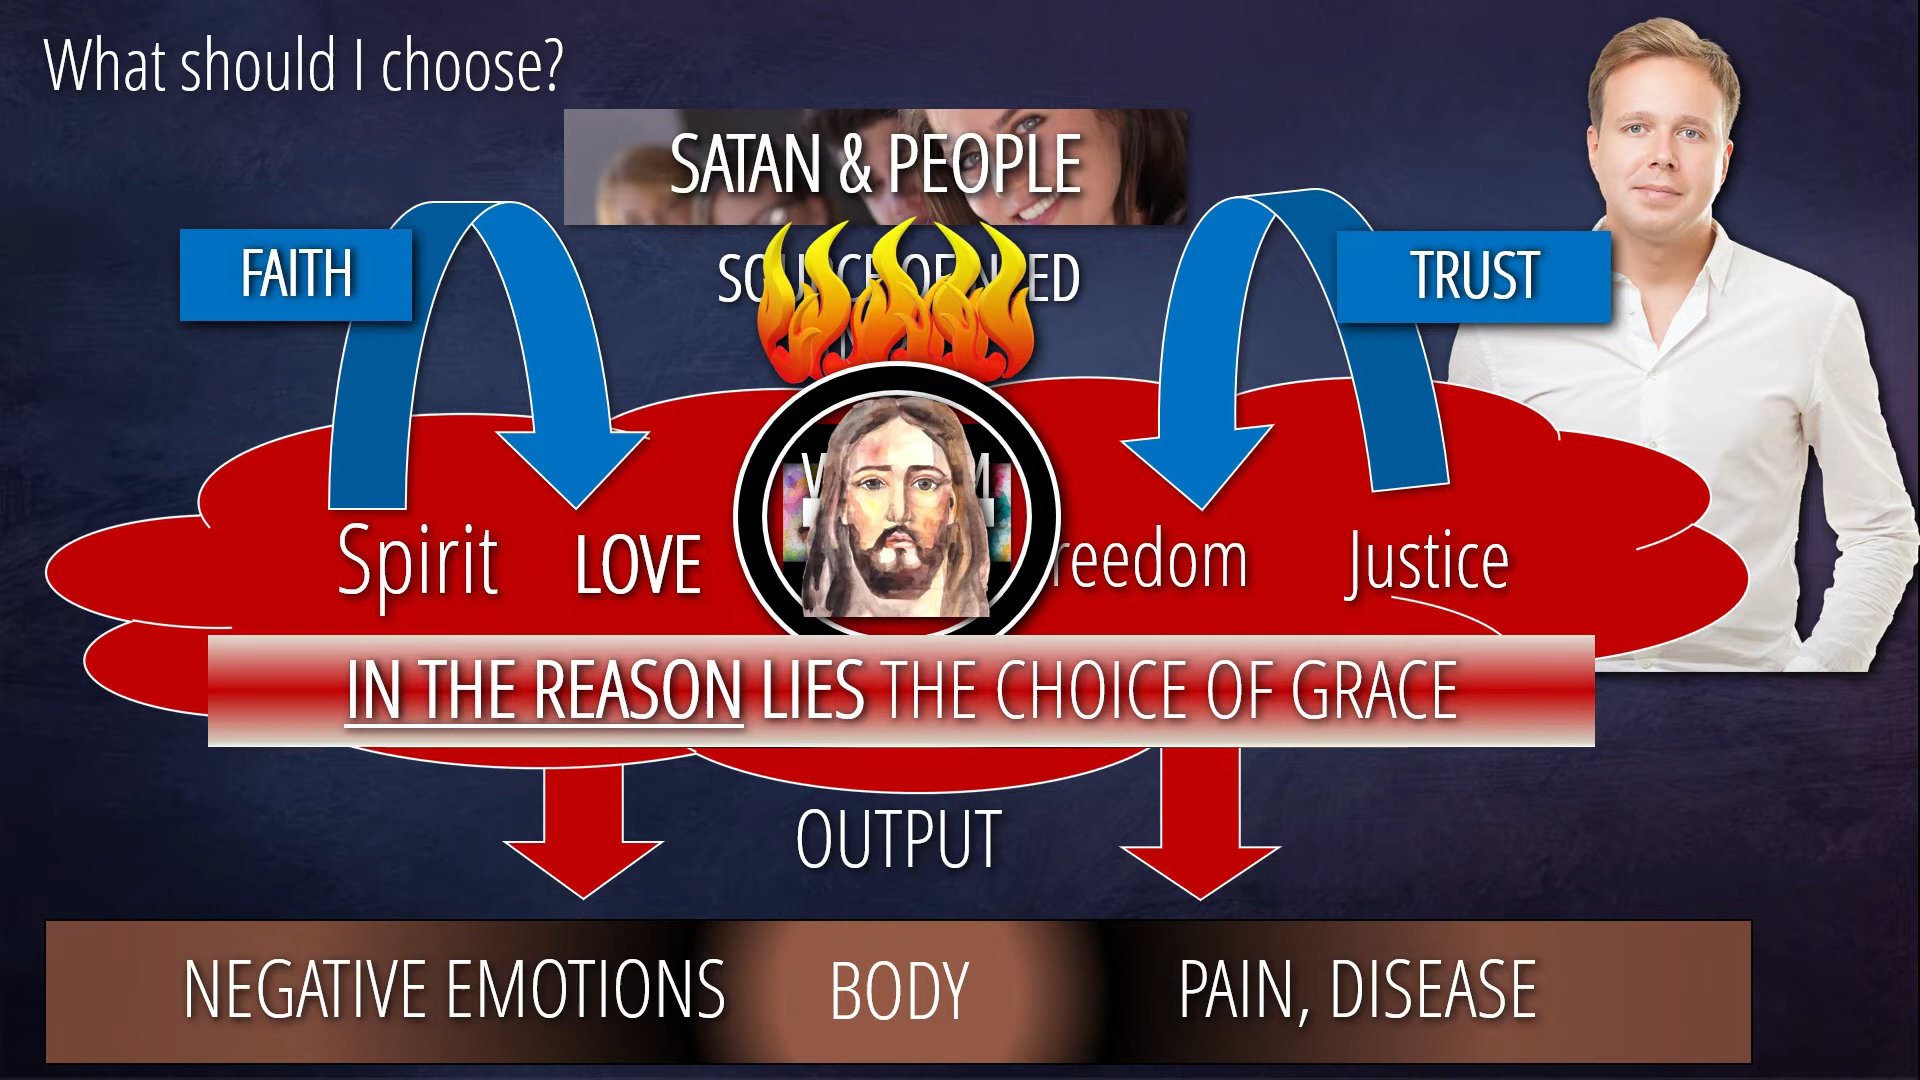 What should I choose?
SATAN & PEOPLE
FAITH
TRUST
Spirit
LOVE
reedom
Justice
IN THE REASON LIES THE CHOICE OF GRACE
OUTPUT
NEGATIVE EMOTIONS
BODY
PAIN, DISEASE